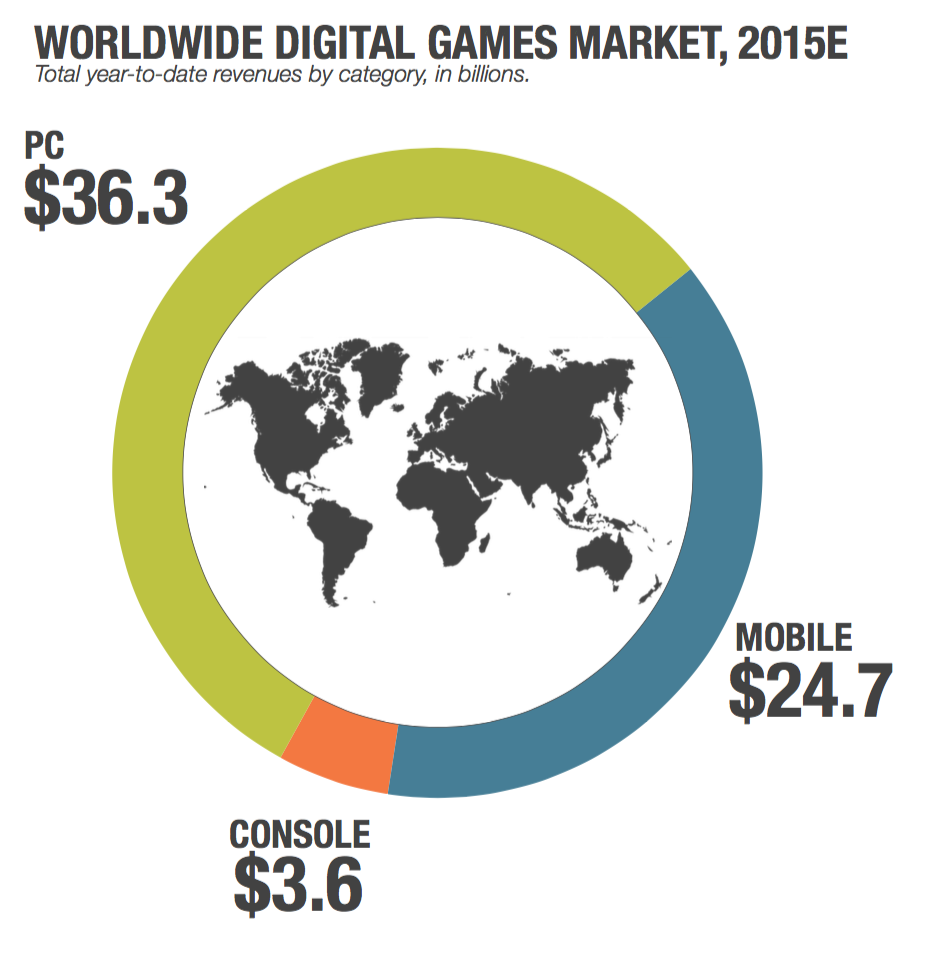 WORLDWIDE DIGITAL GAMES MARKET, 2015E
Total year-to-date revenues by category, in billions.
PC
$36.3
MOBILE
$24.7
CONSOLE
$3.6